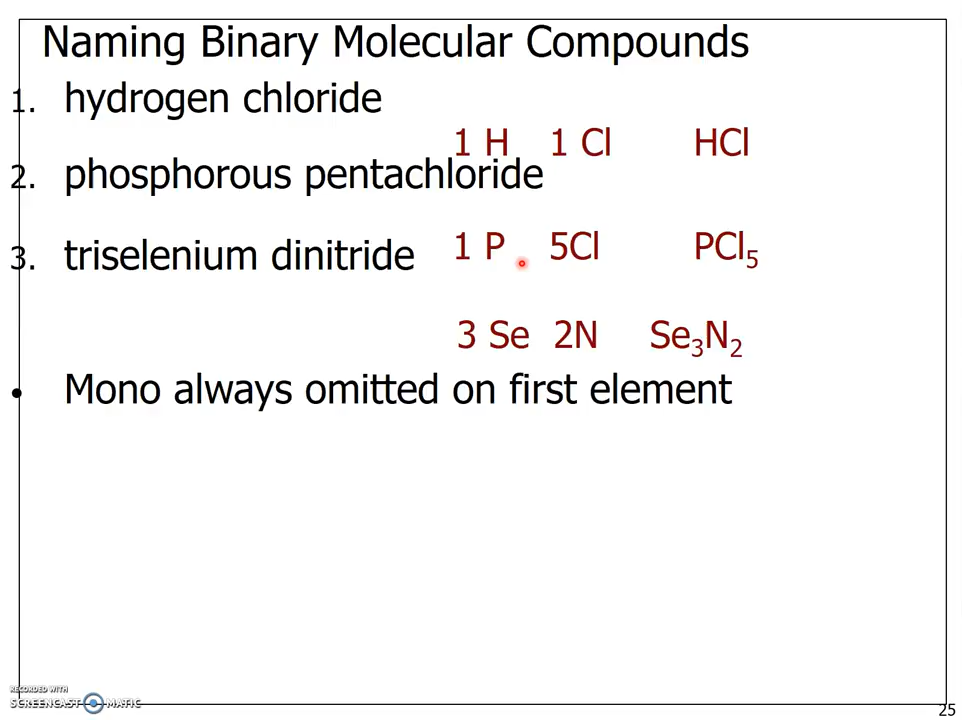 Naming Binary Molecular Compounds
1. hydrogen chloride
1 H 1 Cl HCl
2. phosphorous pentachloride
1 P 5Cl PCl₅
3. triselenium dinitride
3 Se 2N Se₃N₂
• Mono always omitted on first element
RECORDED WITH
SCREENCAST MATIC
25